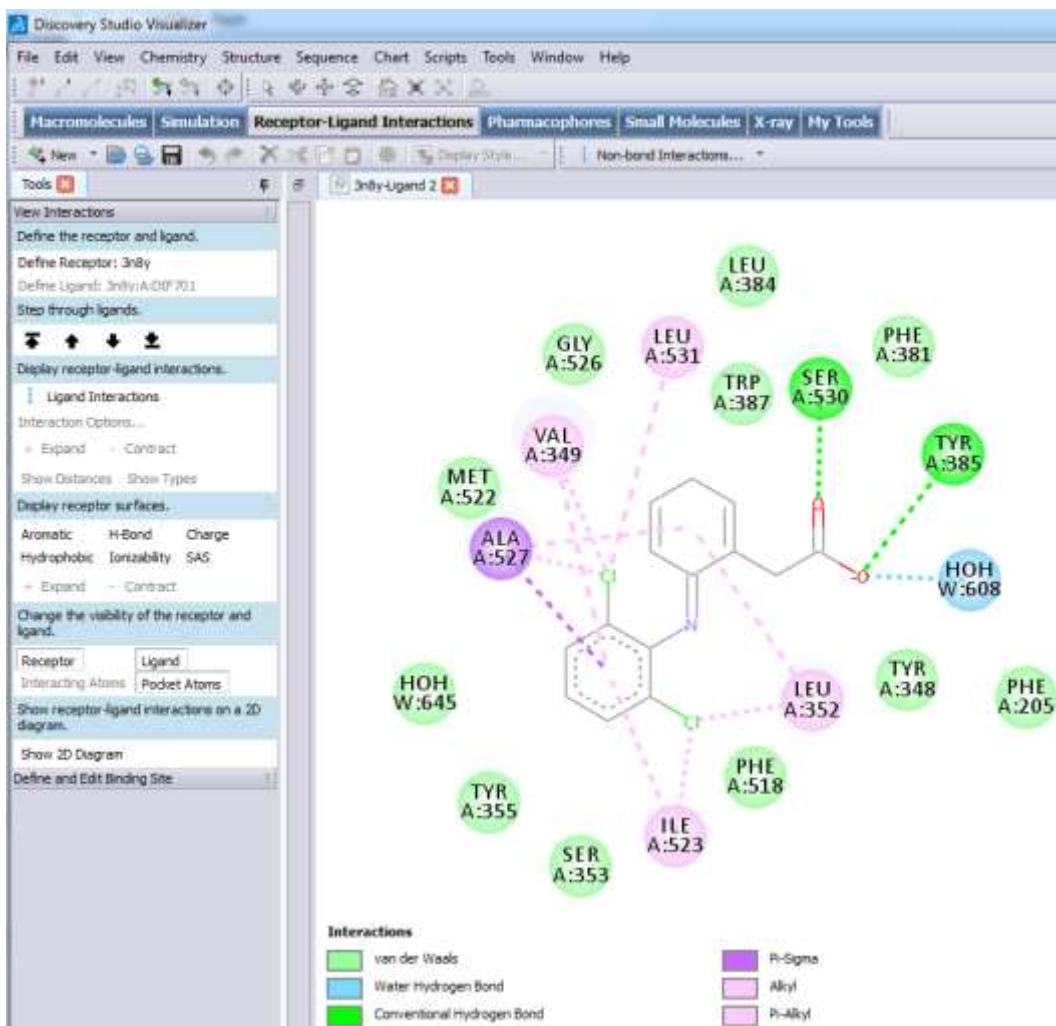 Discovery Studio Visualizer
File Edit View Chemistry Structure Sequence Chart Scripts Tools Window Help
Macromolecules Simulation Receptor-Ligand Interactions Pharmacophores Small Molecules X-ray My Tools
New Display Style... Non-bond Interactions...
Tools 3n8y-Ligand 2
View Interactions
Define the receptor and ligand.
Define Receptor: 3n8y
Define Ligand: 3n8y:A:DIF701
Step through ligands.
Display receptor-ligand interactions.
Ligand Interactions
Interaction Options...
+ Expand - Contract
Show Distances Show Types
Display receptor surfaces.
Aromatic H-Bond Charge
Hydrophobic Ionizability SAS
+ Expand - Contract
Change the visibility of the receptor and
ligand.
Receptor Ligand
Interacting Atoms Pocket Atoms
Show receptor-ligand interactions on a 2D
diagram.
Show 2D Diagram
Define and Edit Binding Site
LEU
A:384
GLY
A:526
LEU
A:531
PHE
A:381
TRP
A:387
SER
A:530
VAL
A:349
TYR
A:385
MET
A:522
ALA
A:527
O
Cl
-O
HOH
W:608
N
HOH
W:645
LEU
A:352
TYR
A:348
PHE
A:205
Cl
PHE
A:518
TYR
A:355
ILE
A:523
SER
A:353
Interactions
van der Waals
Water Hydrogen Bond
Conventional Hydrogen Bond
Pi-Sigma
Alkyl
Pi-Alkyl